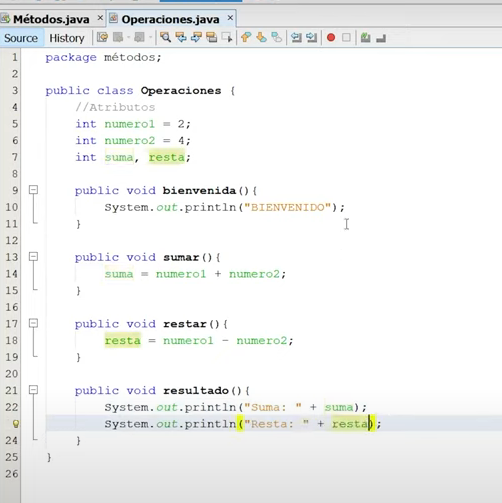 Métodos.java × Operaciones.java ×
Source History
1 package métodos;
2
3 public class Operaciones {
4 //Atributos
5 int numero1 = 2;
6 int numero2 = 4;
7 int suma, resta;
8
9 public void bienvenida(){
10 System.out.println("BIENVENIDO");
11 }
12
13 public void sumar(){
14 suma = numero1 + numero2;
15 }
16
17 public void restar(){
18 resta = numero1 - numero2;
19 }
20
21 public void resultado(){
22 System.out.println("Suma: " + suma);
System.out.println("Resta: " + resta);
24 }
25 }
26